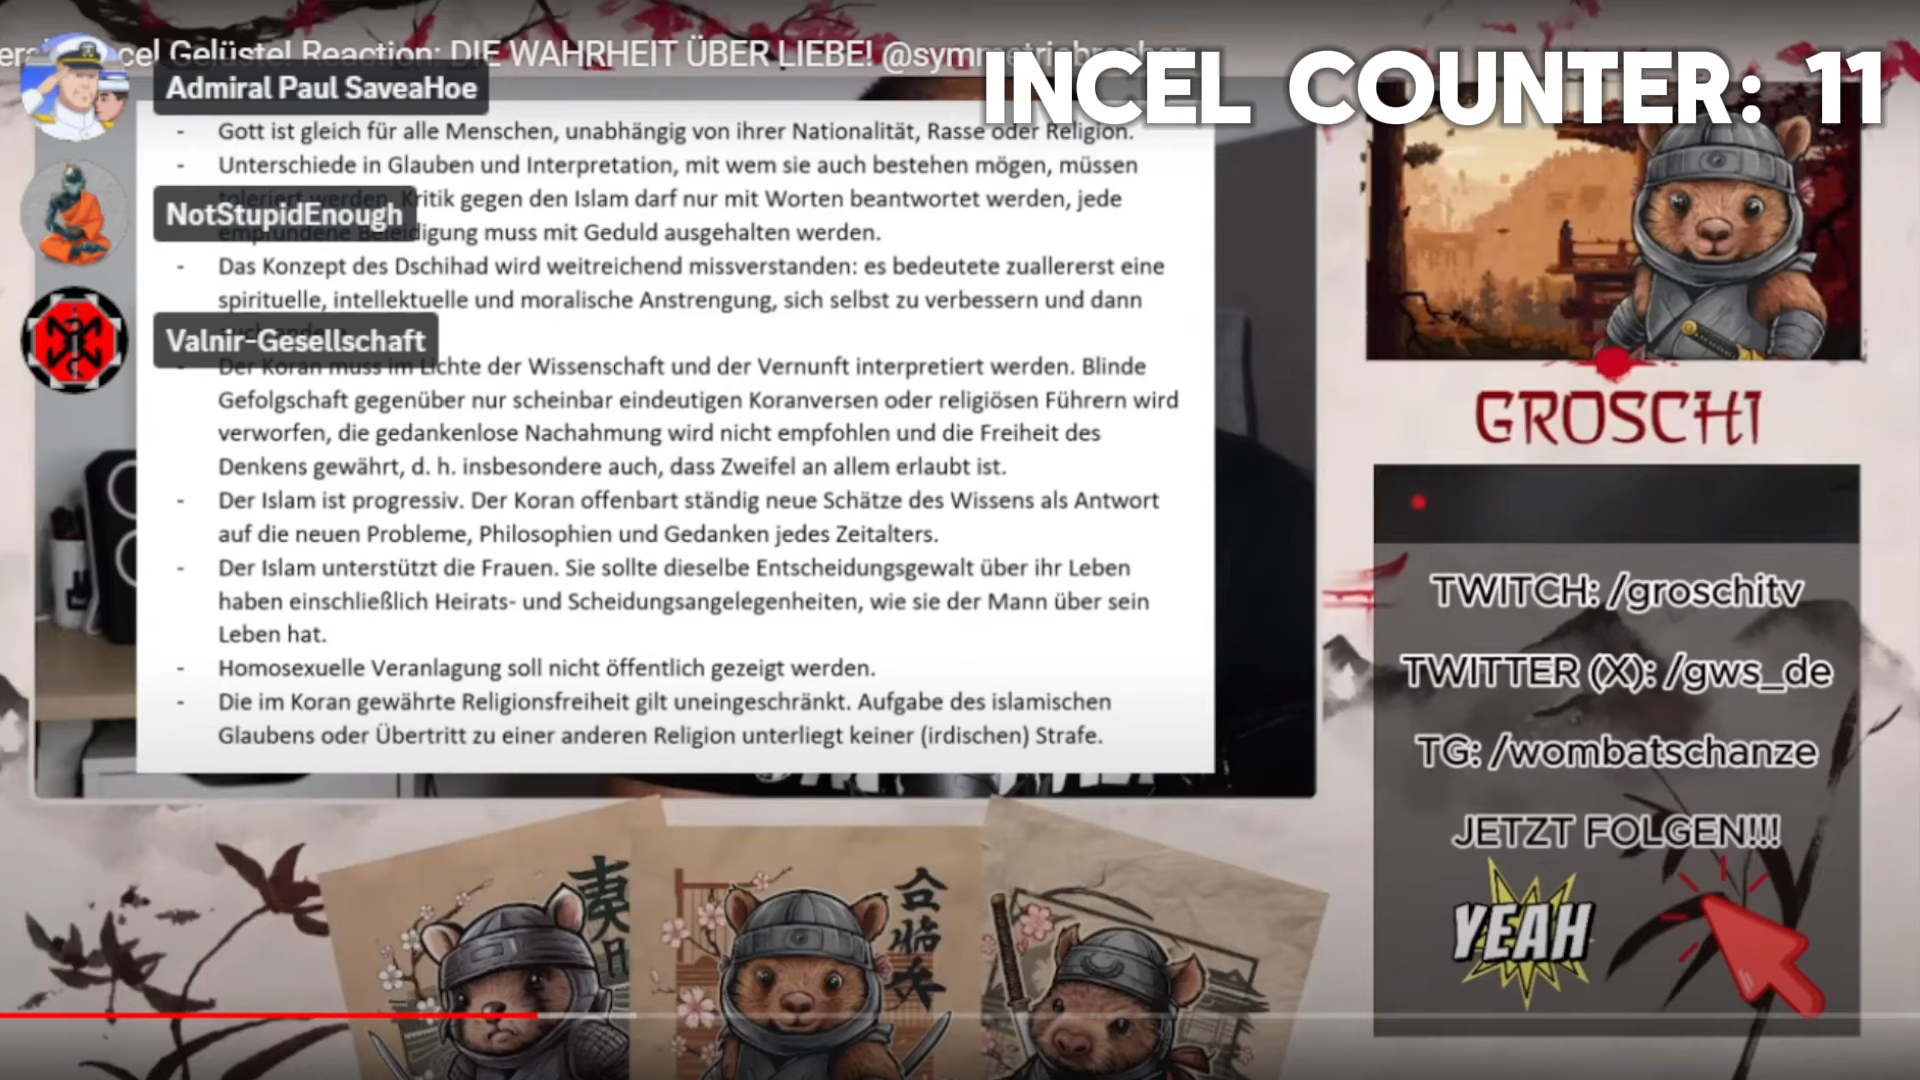 cel Gelüste! Reaction: DIE WAHRHEIT ÜBER LIEBE! @symmetriebrecher
INCEL COUNTER: 11
Admiral Paul SaveaHoe
- Gott ist gleich für alle Menschen, unabhängig von ihrer Nationalität, Rasse oder Religion.
- Unterschiede in Glauben und Interpretation, mit wem sie auch bestehen mögen, müssen
toleriert werden. Kritik gegen den Islam darf nur mit Worten beantwortet werden, jede
NotStupidEnough
empfundene Beleidigung muss mit Geduld ausgehalten werden.
- Das Konzept des Dschihad wird weitreichend missverstanden: es bedeutete zuallererst eine
spirituelle, intellektuelle und moralische Anstrengung, sich selbst zu verbessern und dann
Valnir-Gesellschaft
- Der Koran muss im Lichte der Wissenschaft und der Vernunft interpretiert werden. Blinde
Gefolgschaft gegenüber nur scheinbar eindeutigen Koranversen oder religiösen Führern wird
verworfen, die gedankenlose Nachahmung wird nicht empfohlen und die Freiheit des
Denkens gewährt, d. h. insbesondere auch, dass Zweifel an allem erlaubt ist.
- Der Islam ist progressiv. Der Koran offenbart ständig neue Schätze des Wissens als Antwort
auf die neuen Probleme, Philosophien und Gedanken jedes Zeitalters.
- Der Islam unterstützt die Frauen. Sie sollte dieselbe Entscheidungsgewalt über ihr Leben
haben einschließlich Heirats- und Scheidungsangelegenheiten, wie sie der Mann über sein
Leben hat.
- Homosexuelle Veranlagung soll nicht öffentlich gezeigt werden.
- Die im Koran gewährte Religionsfreiheit gilt uneingeschränkt. Aufgabe des islamischen
Glaubens oder Übertritt zu einer anderen Religion unterliegt keiner (irdischen) Strafe.
GROSCHI
TWITCH: /groschitv
TWITTER (X): /gws_de
TG: /wombatschanze
JETZT FOLGEN!!!
YEAH